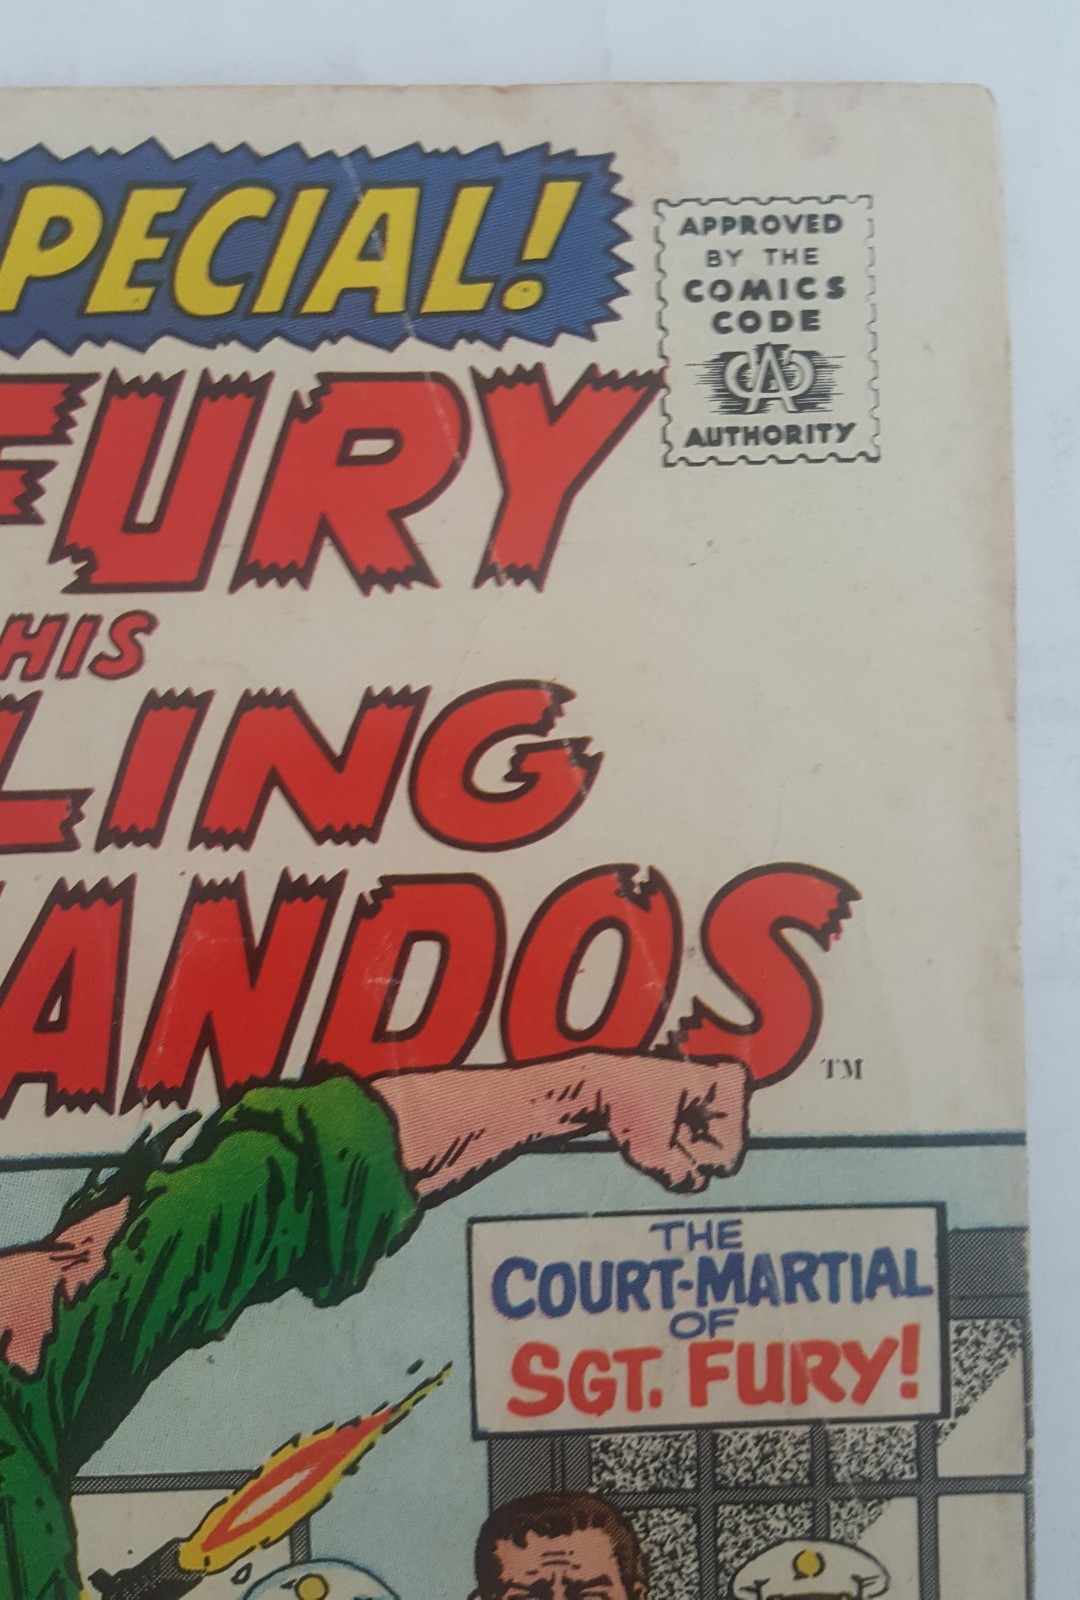 PECIAL!
APPROVED
BY THE
COMICS
CODE
CA
AUTHORITY
FURY
HIS
LING
ANDOS
TM
THE
COURT-MARTIAL
OF
SGT. FURY!